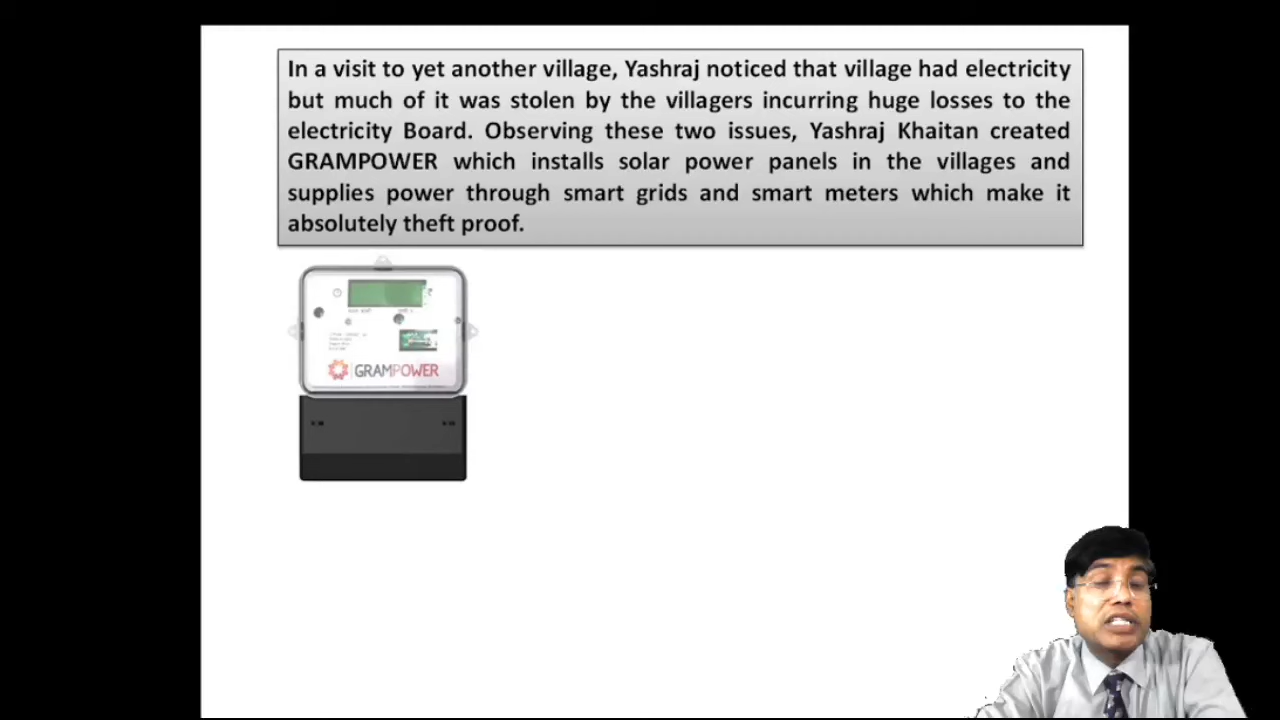 In a visit to yet another village, Yashraj noticed that village had electricity
but much of it was stolen by the villagers incurring huge losses to the
electricity Board. Observing these two issues, Yashraj Khaitan created
GRAMPOWER which installs solar power panels in the villages and
supplies power through smart grids and smart meters which make it
absolutely theft proof.
GRAMPOWER